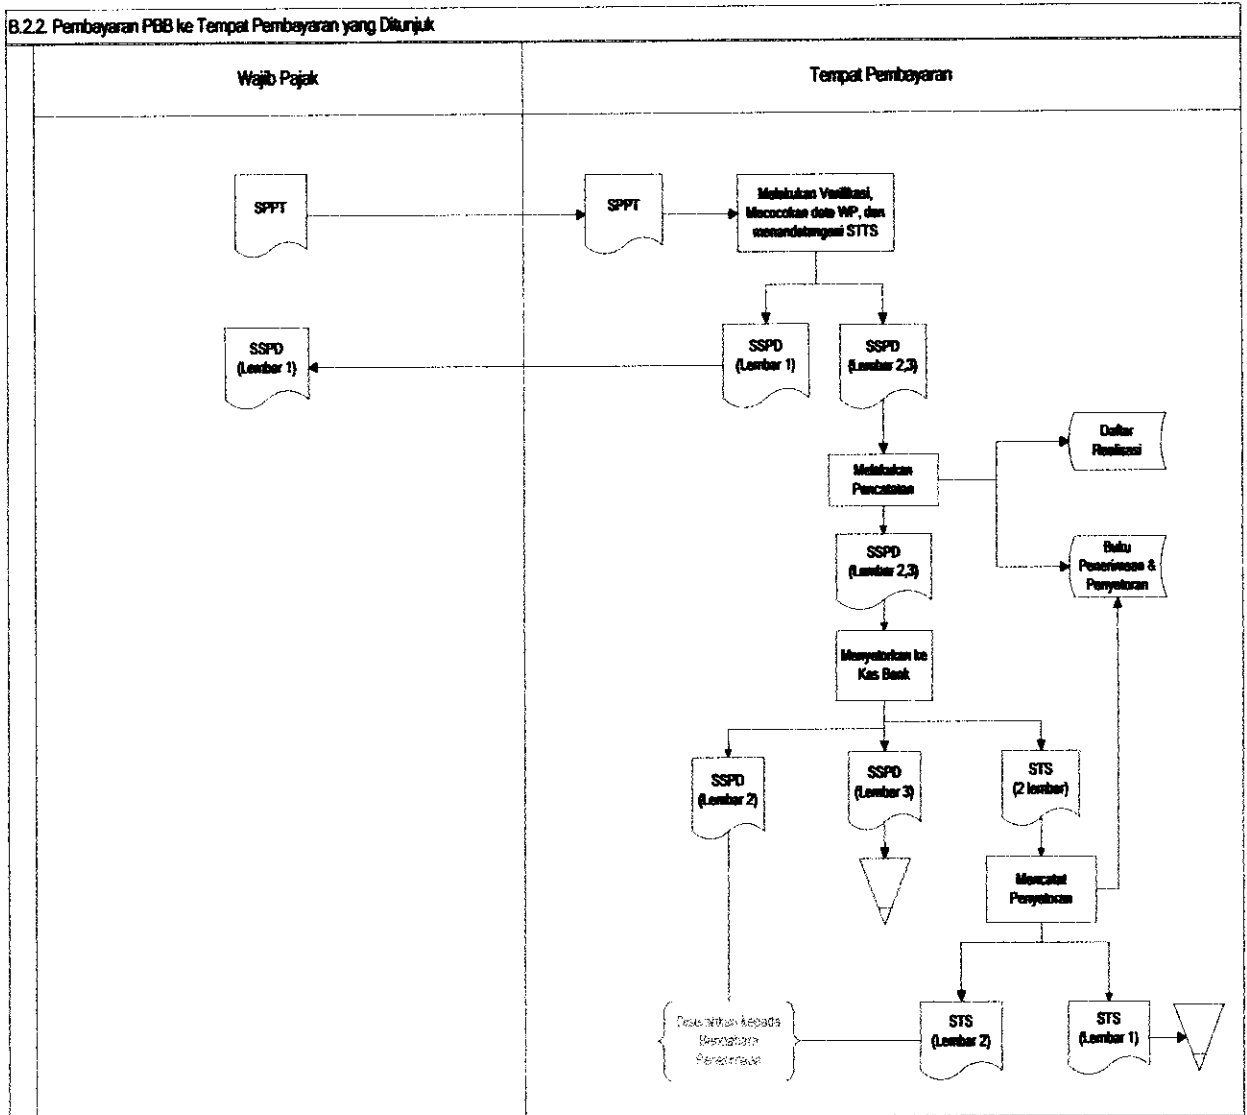 B.2.2. Pembayaran PBB ke Tempat Pembayaran yang Ditunjuk
Wajib Pajak
Tempat Pembayaran
SPPT
SPPT
Melakukan Verifikasi,
Mecocokan data WP, dan
menandatangani STTS
SSPD
(Lembar 1)
SSPD
(Lembar 1)
SSPD
(Lembar 2,3)
Daftar
Realisasi
Melakukan
Pencatatan
SSPD
(Lembar 2,3)
Buku
Penerimaan &
Penyetoran
Menyetorkan ke
Kas Bank
SSPD
(Lembar 2)
SSPD
(Lembar 3)
STS
(2 lembar)
Mencatat
Penyetoran
Diserahkan kepada
Bendahara
Penerimaan
STS
(Lembar 2)
STS
(Lembar 1)